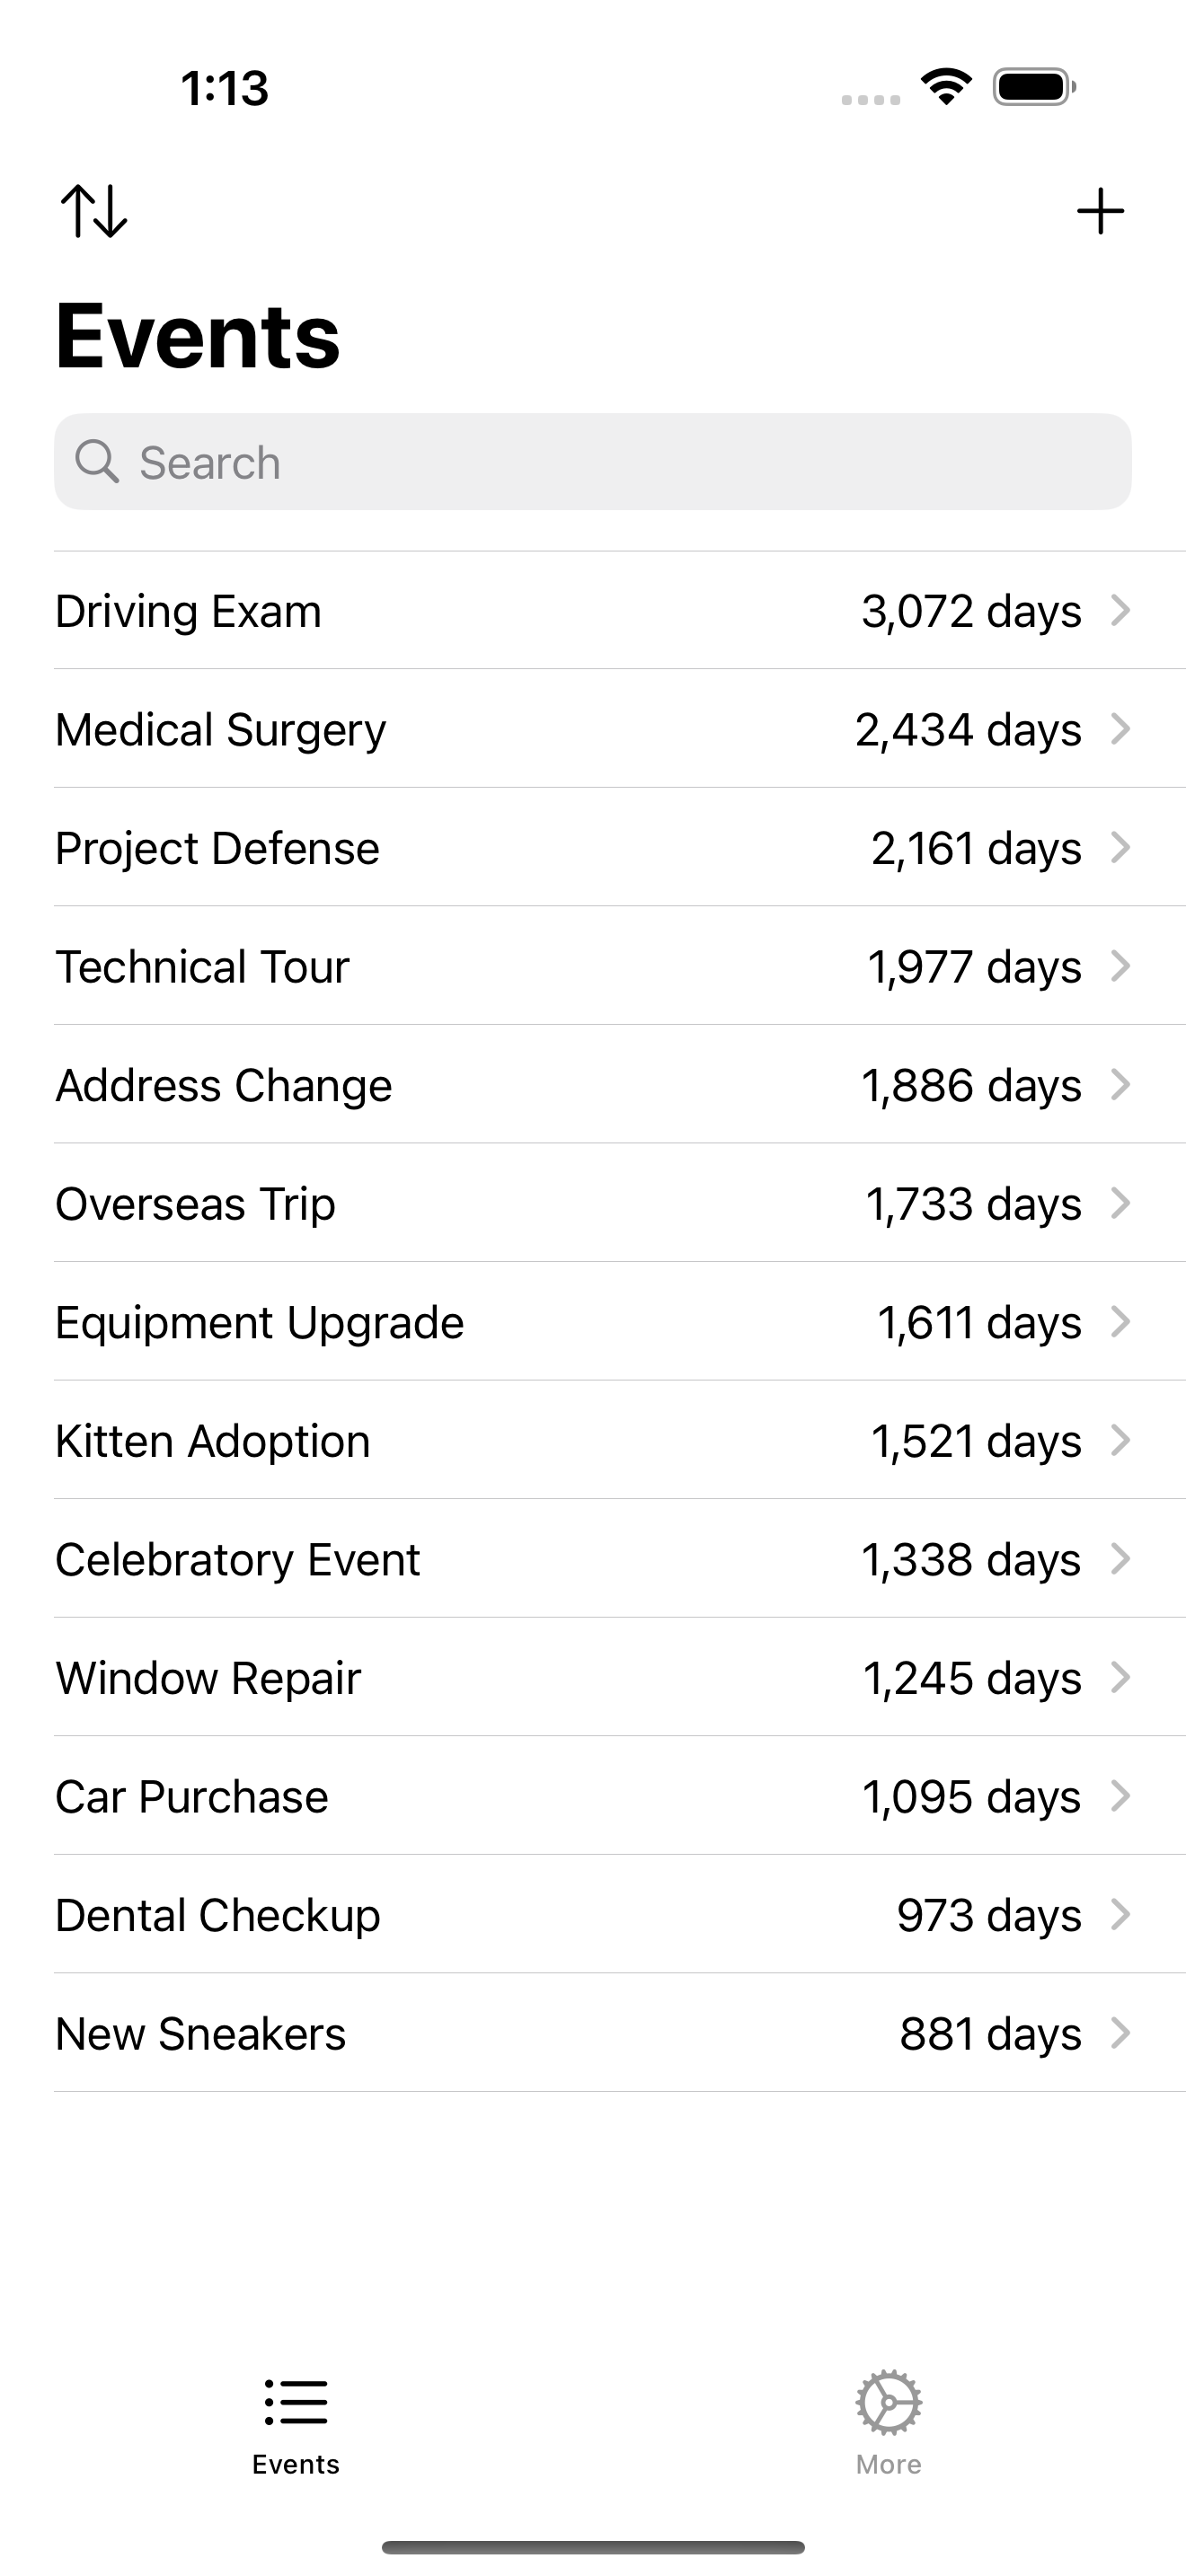 1:13
Events
Search
Driving Exam 3,072 days
Medical Surgery 2,434 days
Project Defense 2,161 days
Technical Tour 1,977 days
Address Change 1,886 days
Overseas Trip 1,733 days
Equipment Upgrade 1,611 days
Kitten Adoption 1,521 days
Celebratory Event 1,338 days
Window Repair 1,245 days
Car Purchase 1,095 days
Dental Checkup 973 days
New Sneakers 881 days
Events More